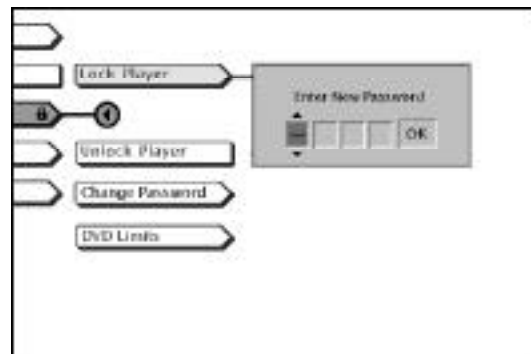 Lock Player
Enter New Password
OK
Unlock Player
Change Password
DVD Limits